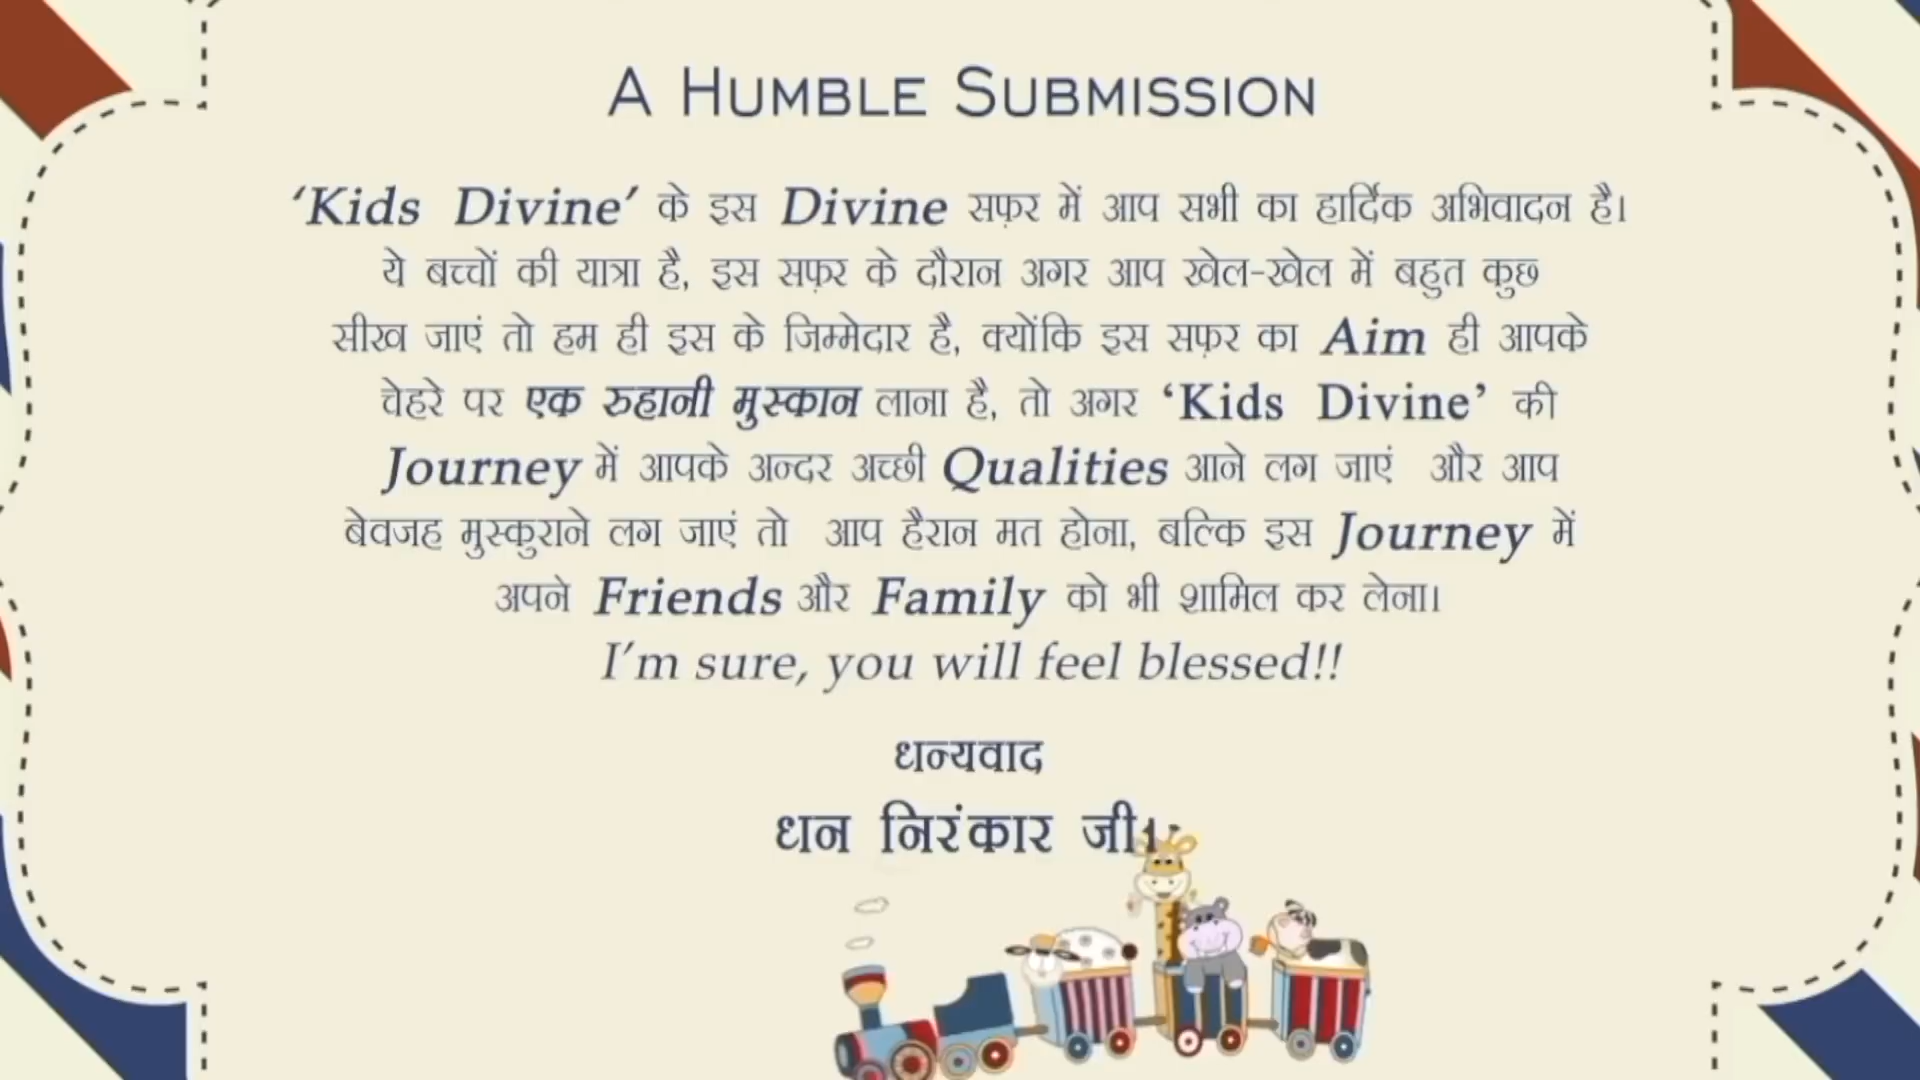 A HUMBLE SUBMISSION
‘Kids Divine’ के इस Divine सफ़र में आप सभी का हार्दिक अभिवादन है।
ये बच्चों की यात्रा है, इस सफ़र के दौरान अगर आप खेल-खेल में बहुत कुछ
सीख जाएं तो हम ही इस के जिम्मेदार है, क्योंकि इस सफ़र का Aim ही आपके
चेहरे पर एक रुहानी मुस्कान लाना है, तो अगर ‘Kids Divine’ की
Journey में आपके अन्दर अच्छी Qualities आने लग जाएं और आप
बेवजह मुस्कुराने लग जाएं तो आप हैरान मत होना, बल्कि इस Journey में
अपने Friends और Family को भी शामिल कर लेना।
I’m sure, you will feel blessed!!
धन्यवाद
धन निरंकार जी।